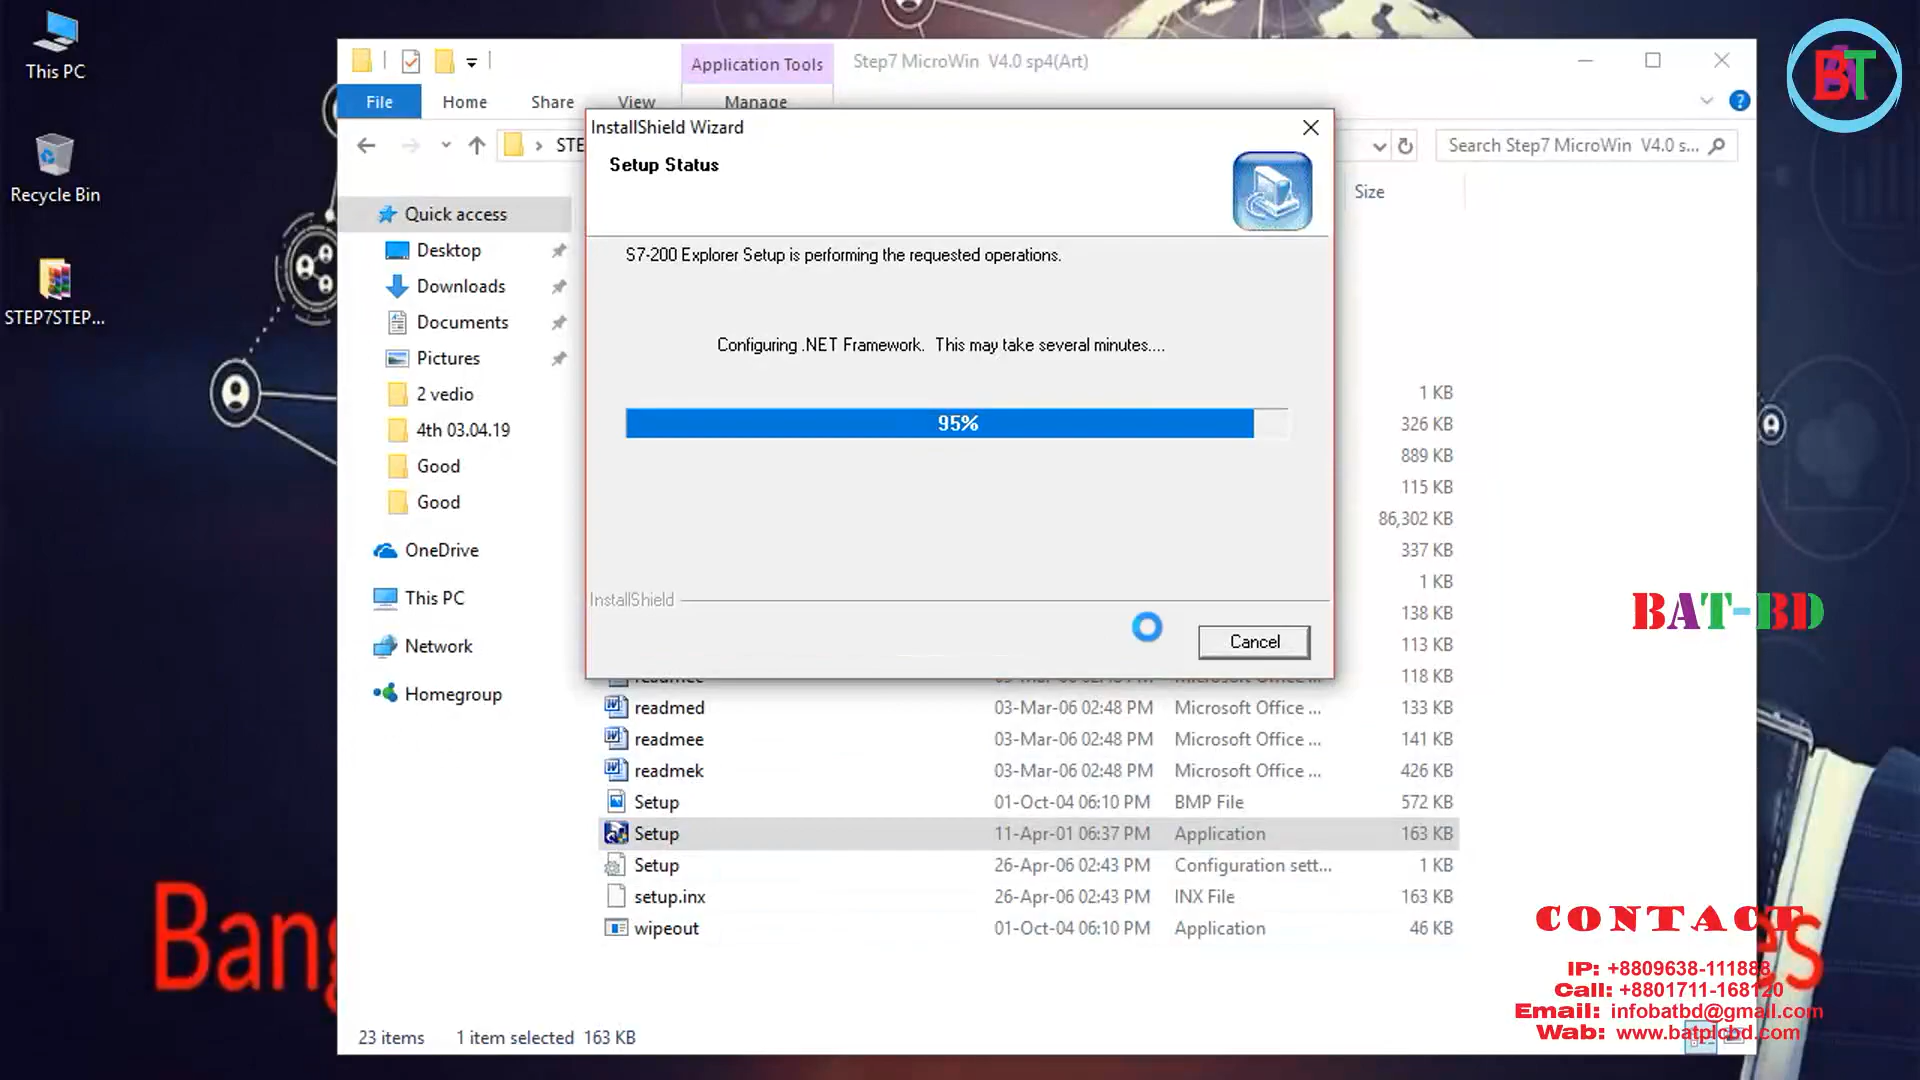 This PC
Recycle Bin
STEP7STEP...
Application Tools
Step7 MicroWin V4.0 sp4(Art)
File Home Share View Manage
STE
Search Step7 MicroWin V4.0 s...
Size
Quick access
Desktop
Downloads
Documents
Pictures
2 vedio
4th 03.04.19
Good
Good
OneDrive
This PC
Network
Homegroup
InstallShield Wizard
Setup Status
S7-200 Explorer Setup is performing the requested operations.
Configuring .NET Framework. This may take several minutes....
95%
InstallShield
Cancel
1 KB
326 KB
889 KB
115 KB
86,302 KB
337 KB
1 KB
138 KB
113 KB
118 KB
readmed 03-Mar-06 02:48 PM Microsoft Office ... 133 KB
readmee 03-Mar-06 02:48 PM Microsoft Office ... 141 KB
readmek 03-Mar-06 02:48 PM Microsoft Office ... 426 KB
Setup 01-Oct-04 06:10 PM BMP File 572 KB
Setup 11-Apr-01 06:37 PM Application 163 KB
Setup 26-Apr-06 02:43 PM Configuration sett... 1 KB
setup.inx 26-Apr-06 02:43 PM INX File 163 KB
wipeout 01-Oct-04 06:10 PM Application 46 KB
23 items 1 item selected 163 KB
Bang
BAT-BD
CONTACT
IP: +8809638-111888
Call: +8801711-168120
Email: infobatbd@gmail.com
Wab: www.batplcbd.com